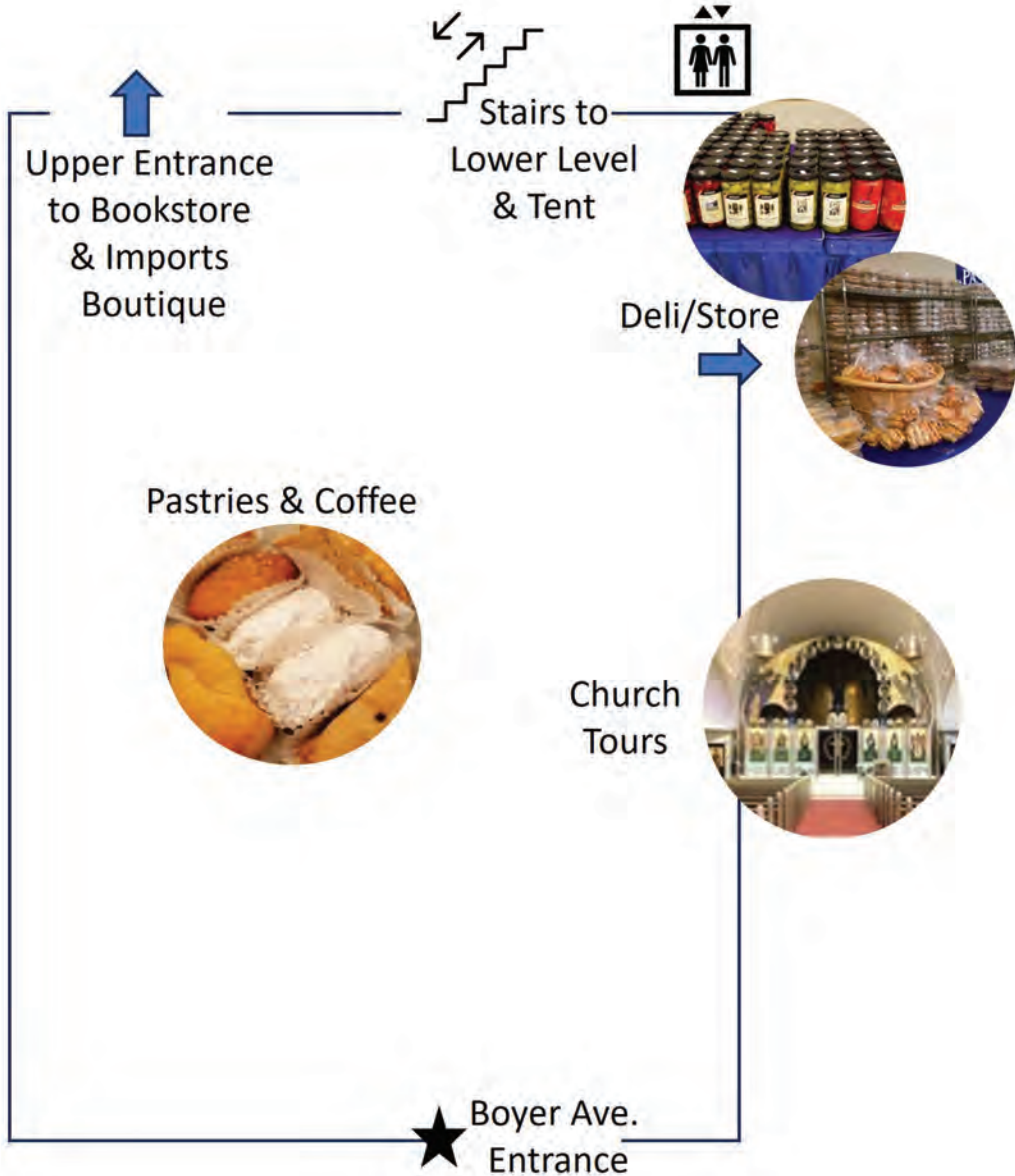 Stairs to
Lower Level
& Tent
Upper Entrance
to Bookstore
& Imports
Boutique
Deli/Store
Pastries & Coffee
Church
Tours
Boyer Ave.
Entrance